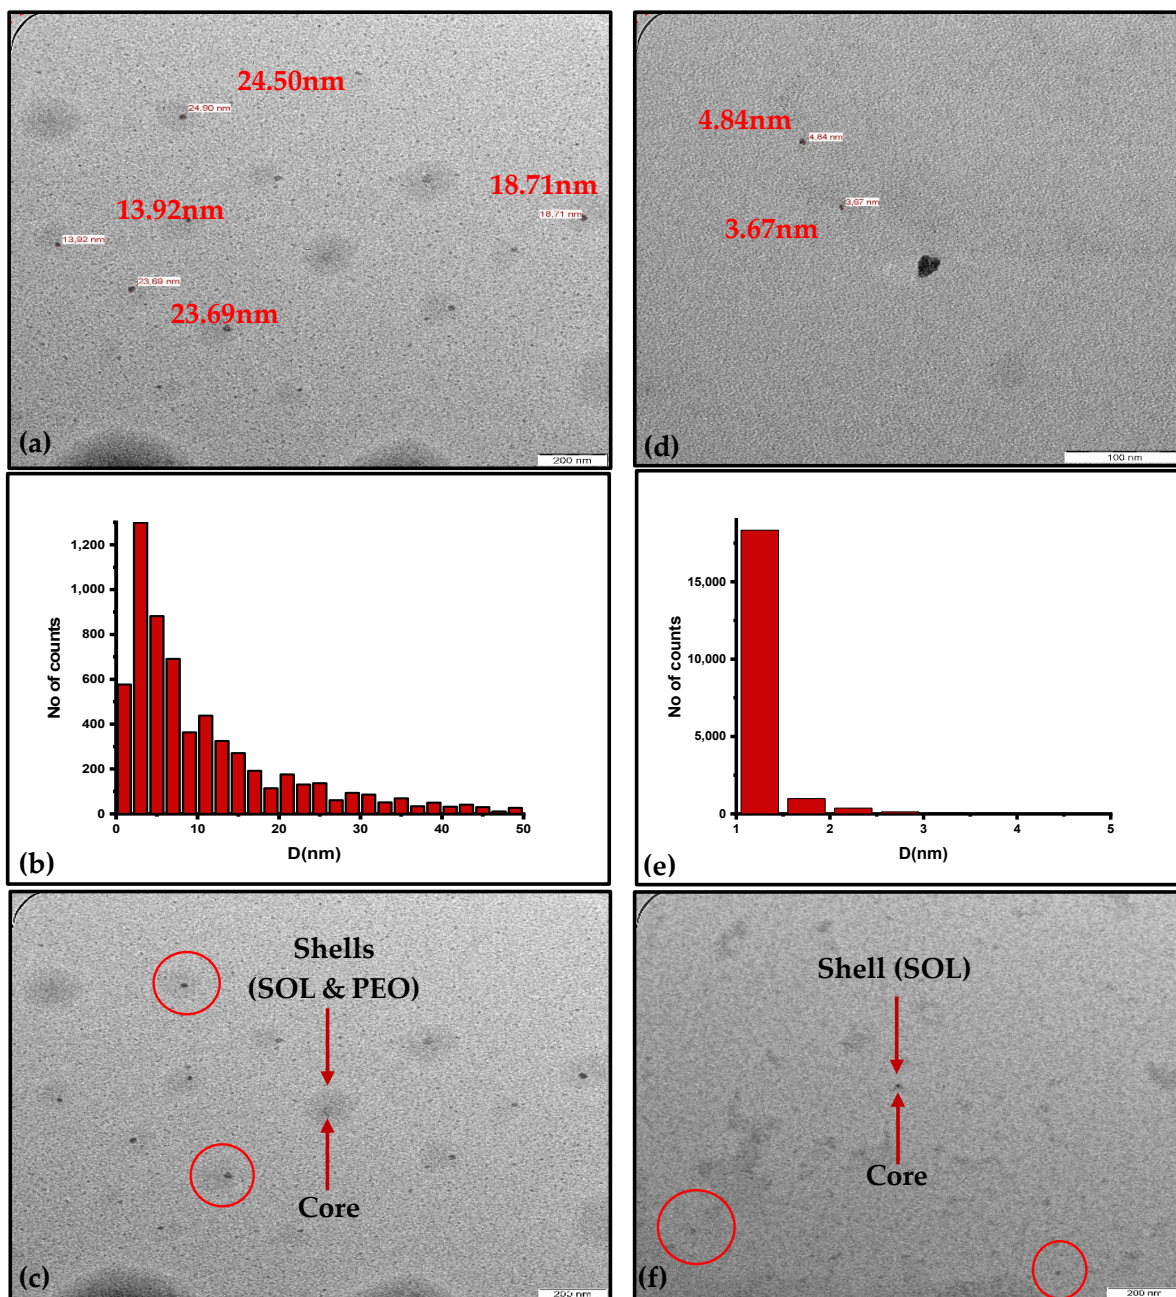 24.50nm
24.90 nm
18.71nm
18.71 nm
13.92nm
13,92 nm
23,69 nm
23.69nm
(a)
200 nm
4.84nm
4.84 nm
3,67 nm
3.67nm
(d)
100 nm
No of counts
1,200
1,000
800
600
400
200
0
0 10 20 30 40 50
D(nm)
(b)
No of counts
15,000
10,000
5,000
0
1 2 3 4 5
D(nm)
(e)
Shells
(SOL & PEO)
Core
(c)
200 nm
Shell (SOL)
Core
(f)
200 nm